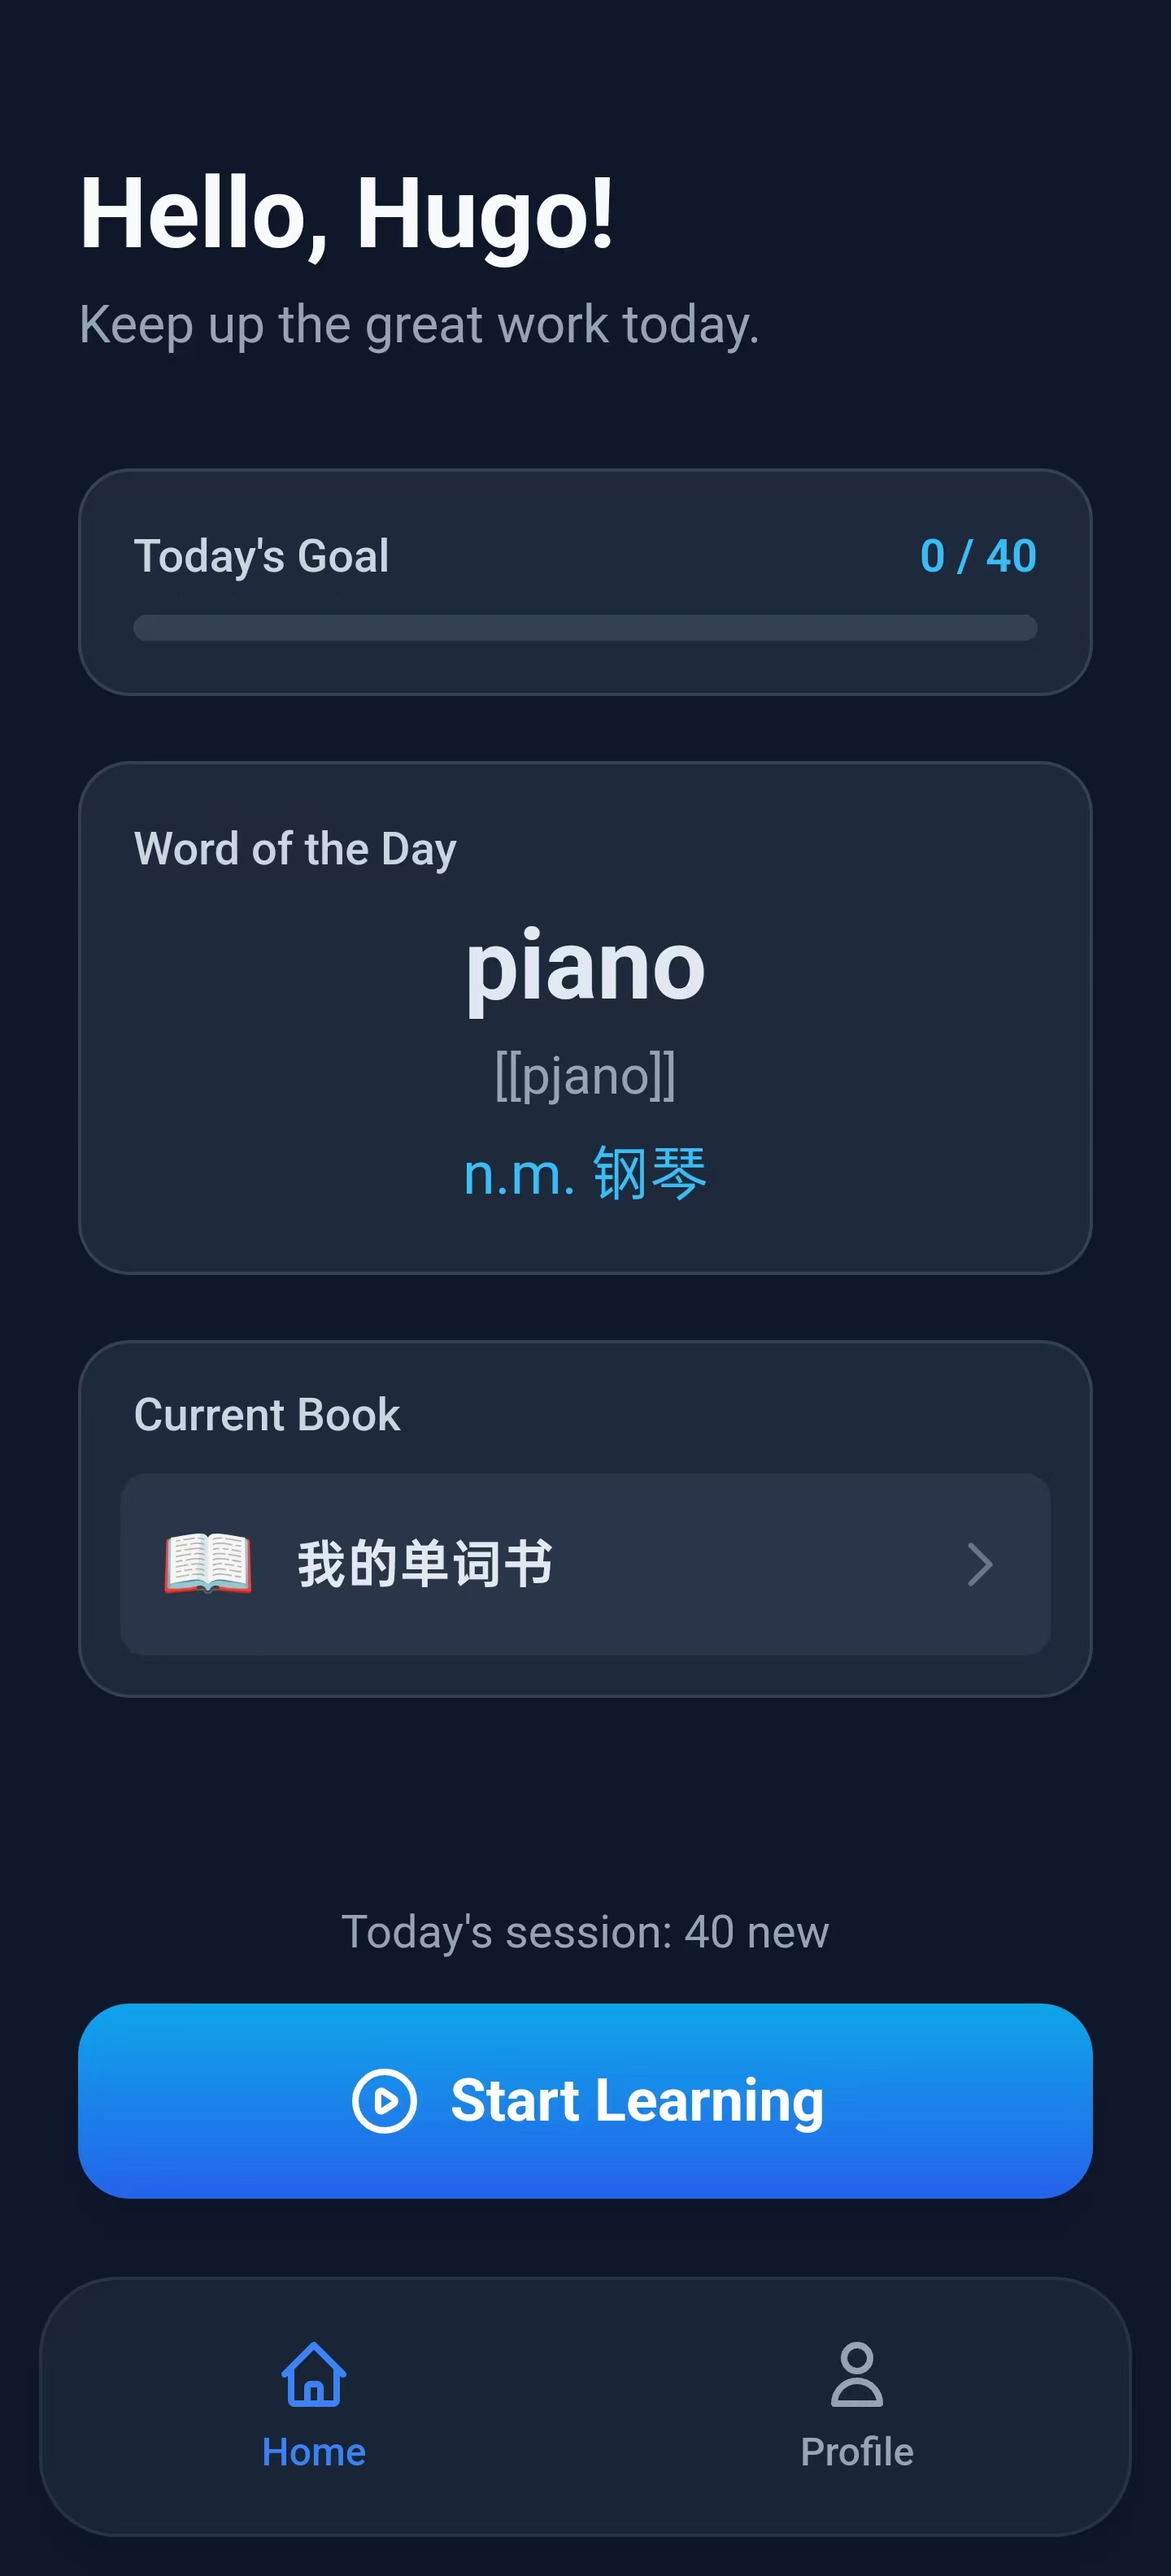 Hello, Hugo!
Keep up the great work today.
Today's Goal
0 / 40
Word of the Day
piano
[[pjano]]
n.m. 钢琴
Current Book
我的单词书
Today's session: 40 new
Start Learning
Home
Profile